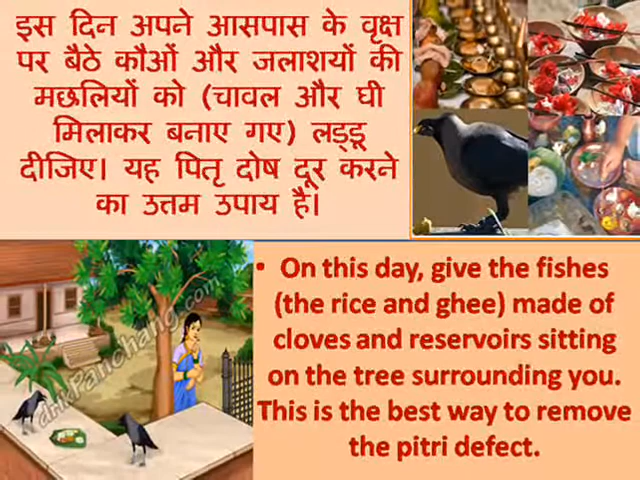 इस दिन अपने आसपास के वृक्ष
पर बैठे कौओं और जलाशयों की
मछलियों को (चावल और घी
मिलाकर बनाए गए) लड्डू
दीजिए। यह पितृ दोष दूर करने
का उत्तम उपाय है।
• On this day, give the fishes
(the rice and ghee) made of
cloves and reservoirs sitting
on the tree surrounding you.
This is the best way to remove
the pitri defect.
drikPanchang.com